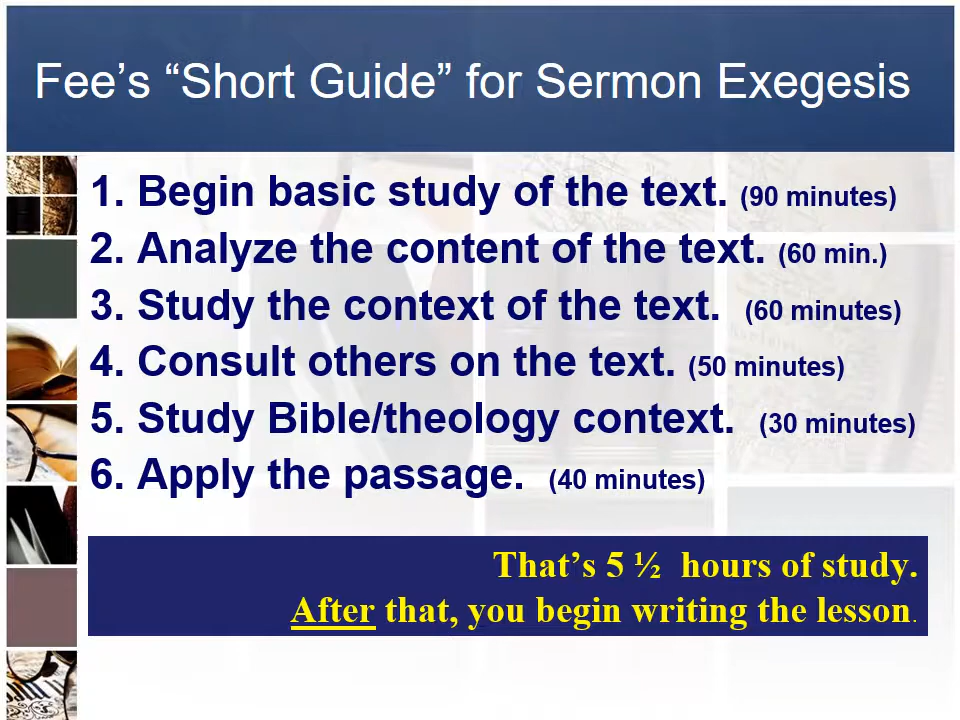 Fee’s “Short Guide” for Sermon Exegesis
1. Begin basic study of the text. (90 minutes)
2. Analyze the content of the text. (60 min.)
3. Study the context of the text. (60 minutes)
4. Consult others on the text. (50 minutes)
5. Study Bible/theology context. (30 minutes)
6. Apply the passage. (40 minutes)
That’s 5 ½ hours of study.
After that, you begin writing the lesson.